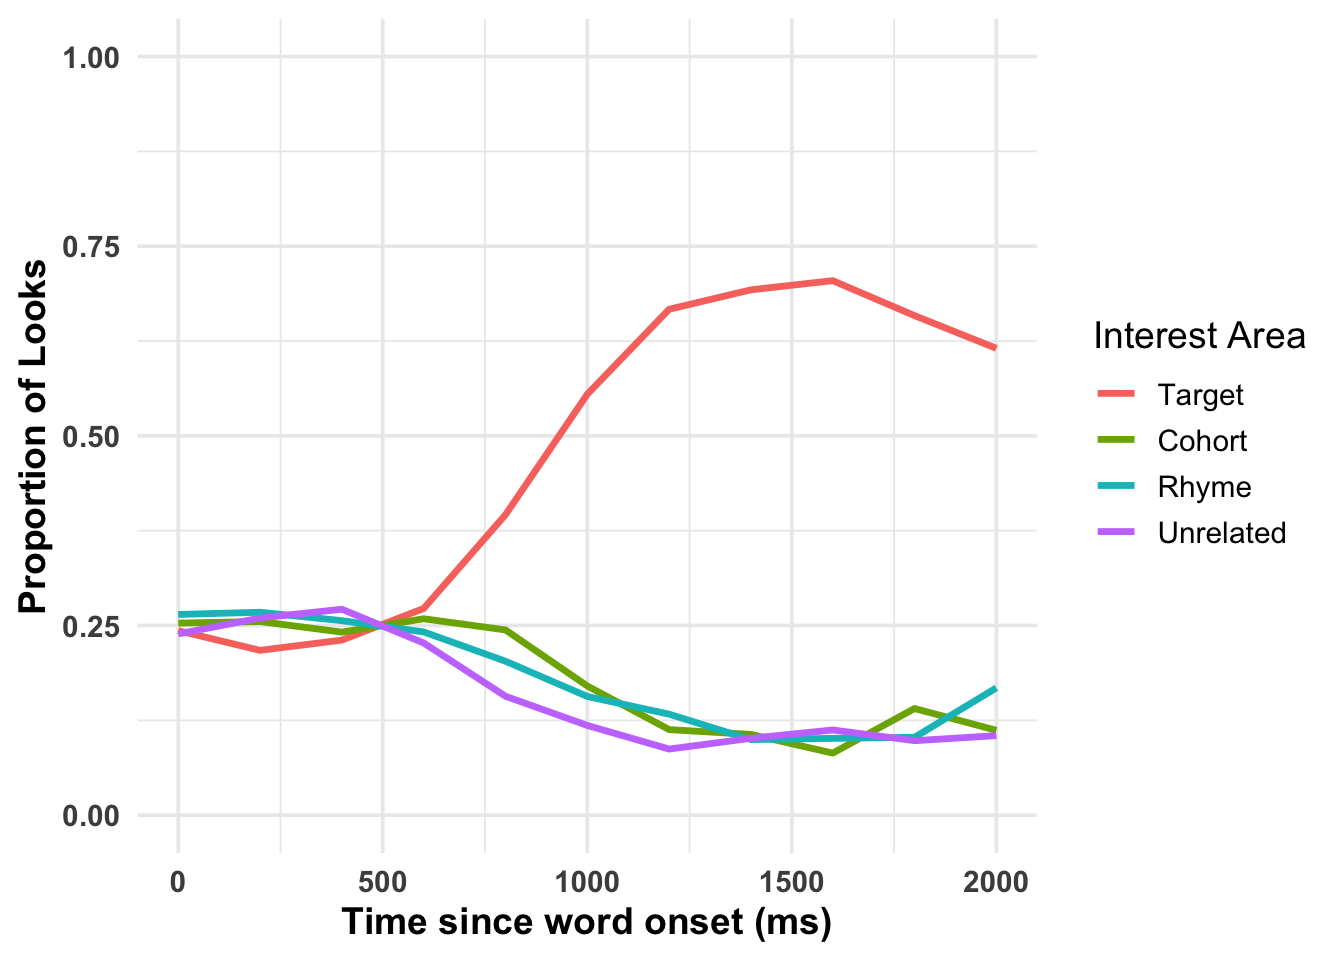 Proportion of Looks
1.00
0.75
0.50
0.25
0.00
0 500 1000 1500 2000
Time since word onset (ms)
Interest Area
Target
Cohort
Rhyme
Unrelated